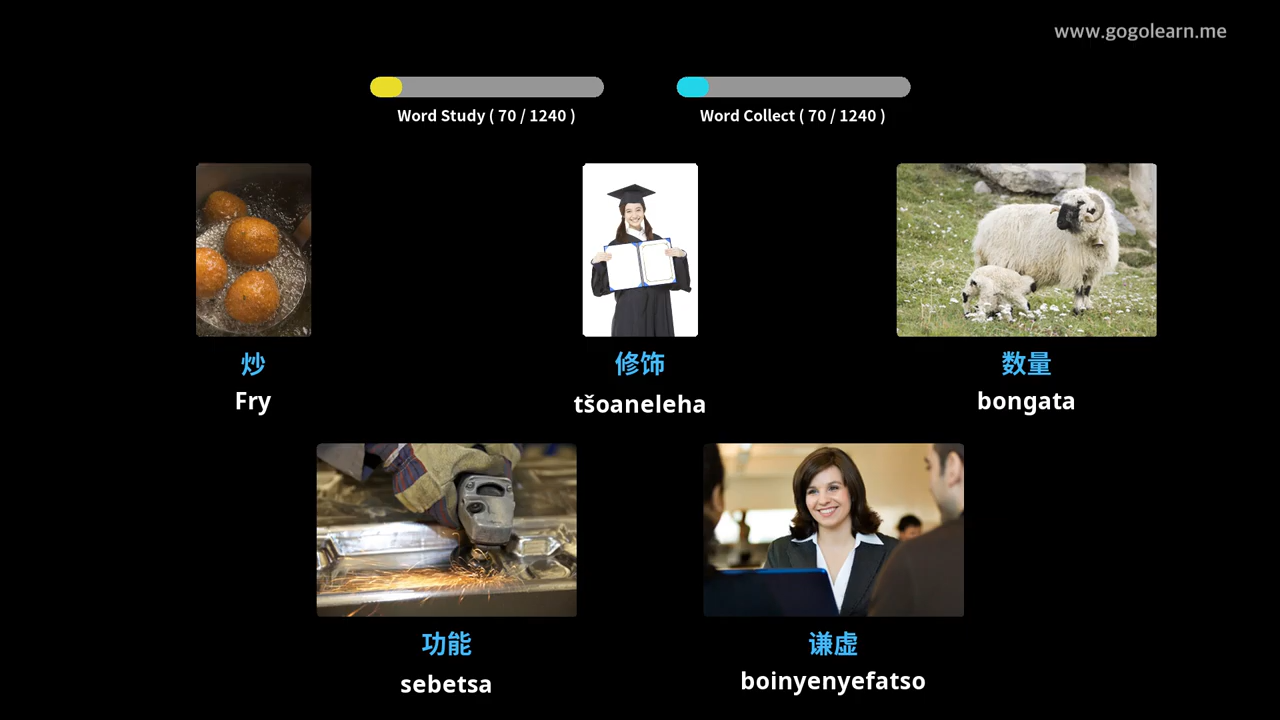 www.gogolearn.me
Word Study ( 70 / 1240 )
Word Collect ( 70 / 1240 )
炒
Fry
修饰
tšoaneleha
数量
bongata
功能
sebetsa
谦虚
boinyenyefatso